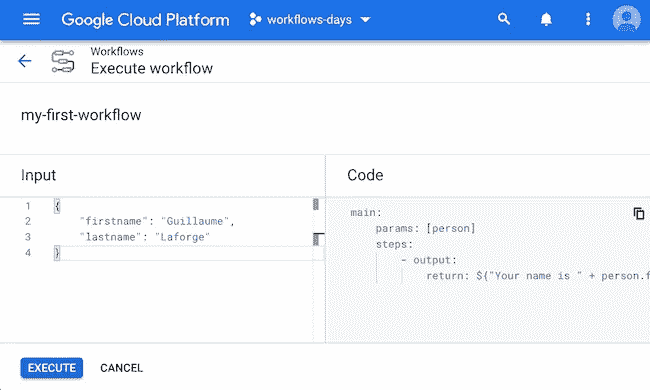 Google Cloud Platform
workflows-days
Workflows
Execute workflow
my-first-workflow
Input
1 {
2 "firstname": "Guillaume",
3 "lastname": "Laforge"
4 }
Code
main:
params: [person]
steps:
- output:
return: ${"Your name is " + person.f
EXECUTE CANCEL